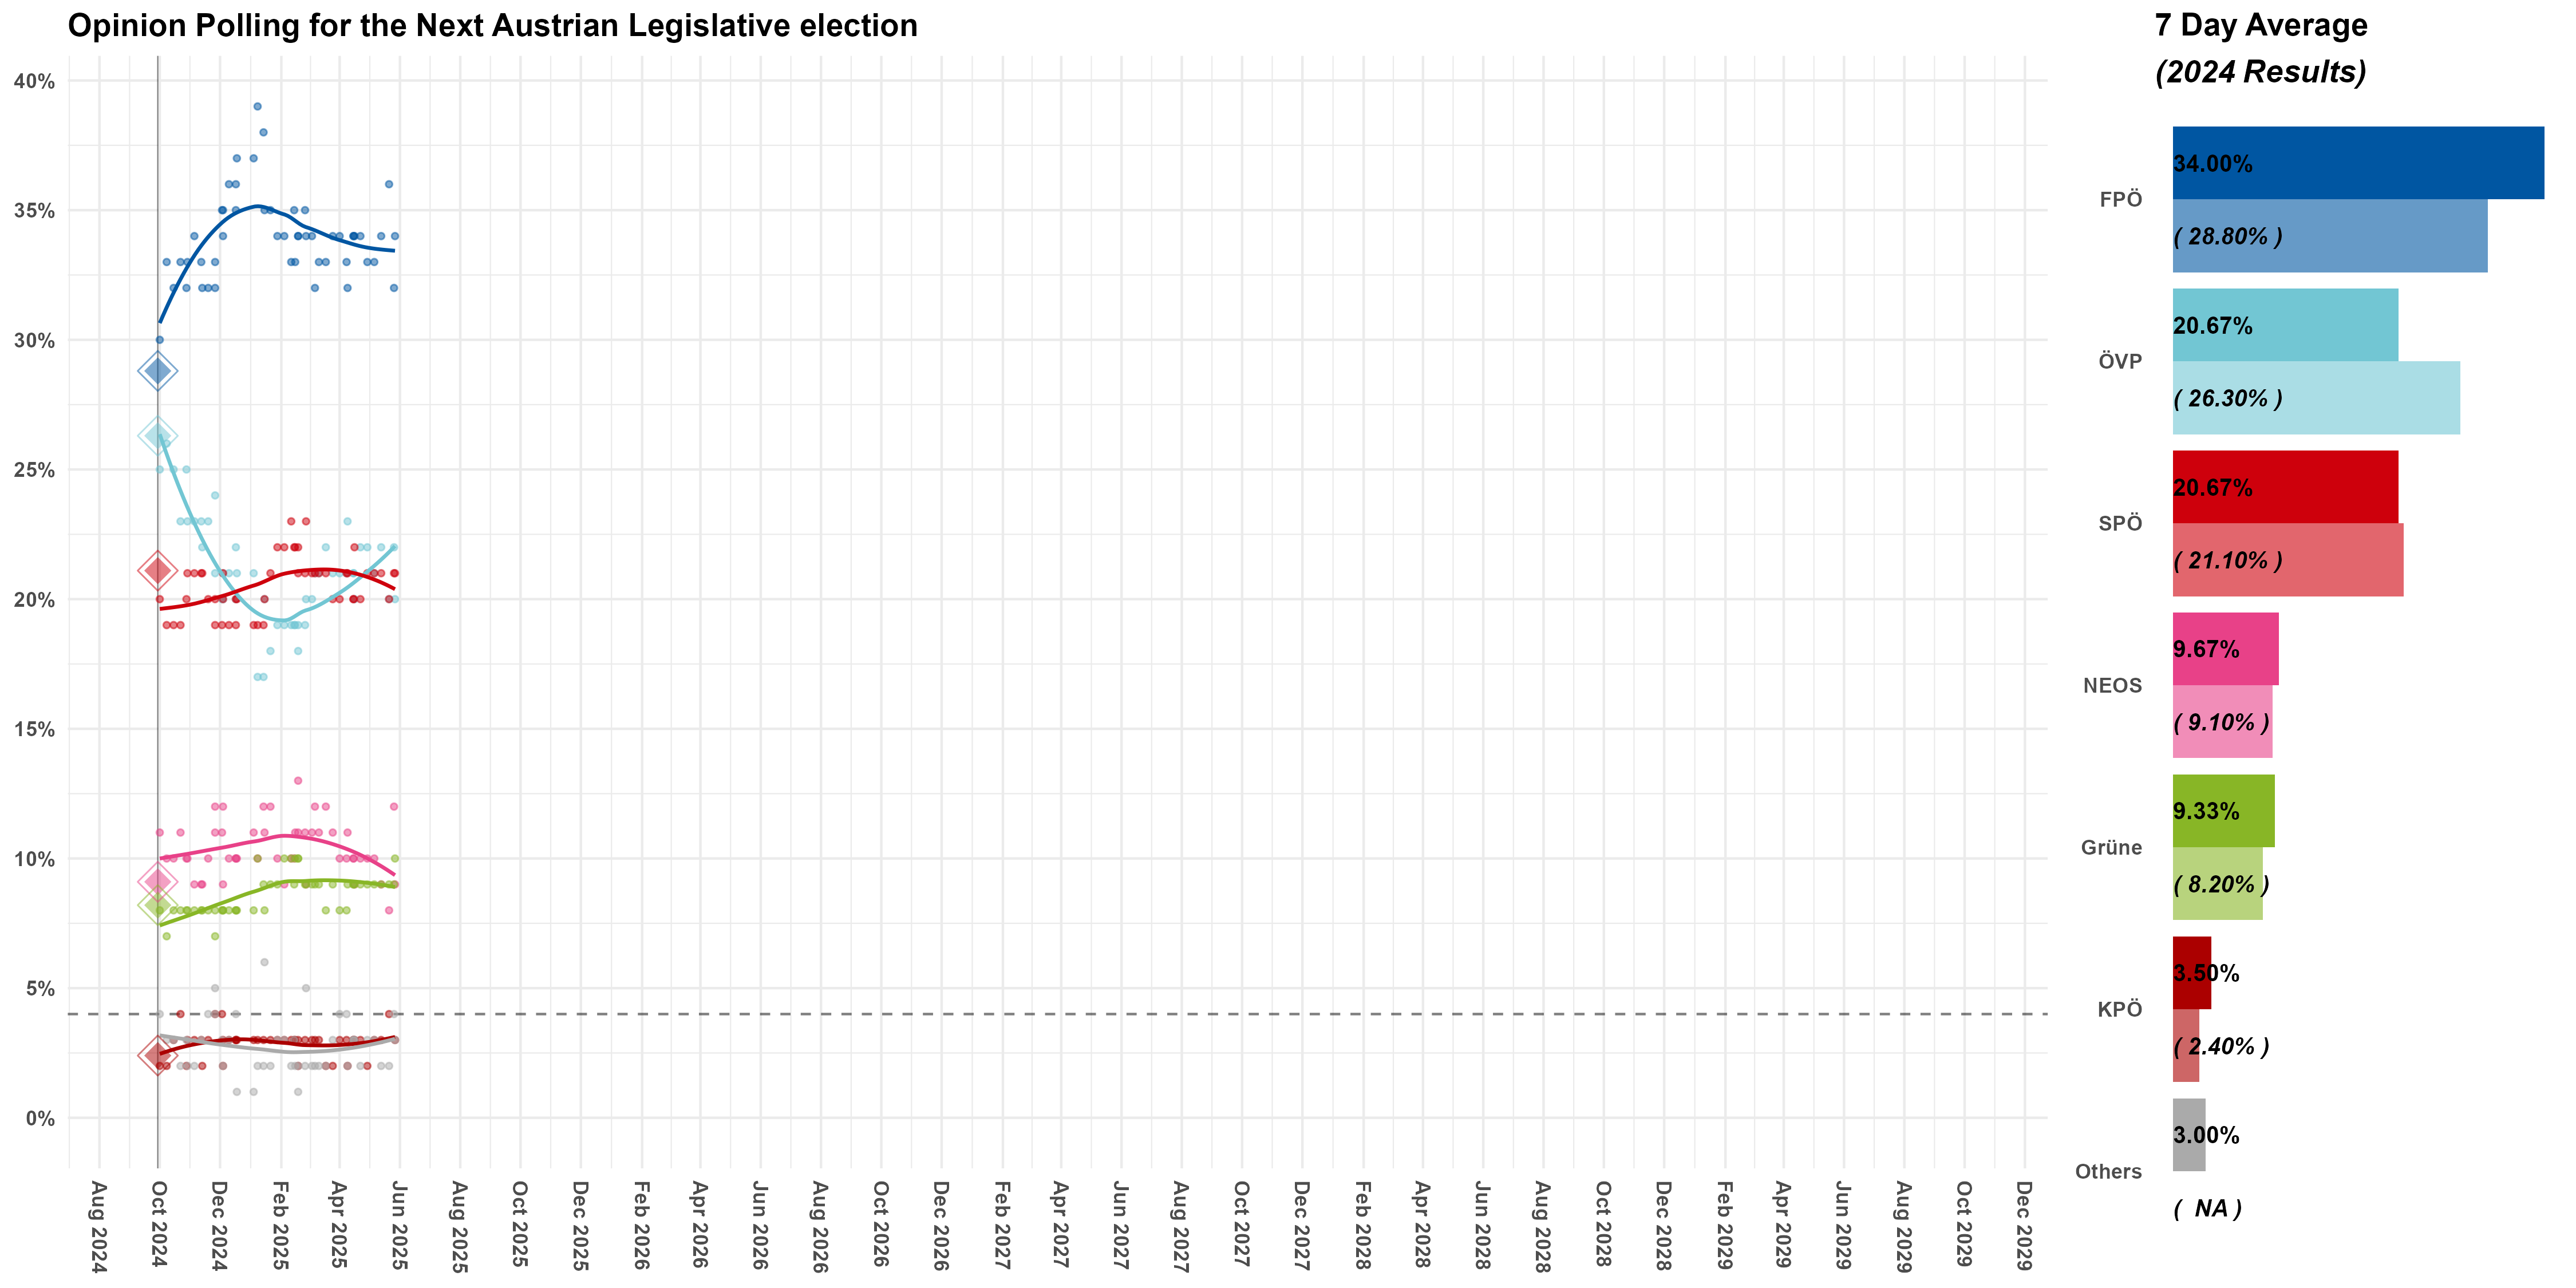 Opinion Polling for the Next Austrian Legislative election
40%
35%
30%
25%
20%
15%
10%
5%
0%
Aug 2024
Oct 2024
Dec 2024
Feb 2025
Apr 2025
Jun 2025
Aug 2025
Oct 2025
Dec 2025
Feb 2026
Apr 2026
Jun 2026
Aug 2026
Oct 2026
Dec 2026
Feb 2027
Apr 2027
Jun 2027
Aug 2027
Oct 2027
Dec 2027
Feb 2028
Apr 2028
Jun 2028
Aug 2028
Oct 2028
Dec 2028
Feb 2029
Apr 2029
Jun 2029
Aug 2029
Oct 2029
Dec 2029
7 Day Average
(2024 Results)
FPÖ
34.00%
( 28.80% )
ÖVP
20.67%
( 26.30% )
SPÖ
20.67%
( 21.10% )
NEOS
9.67%
( 9.10% )
Grüne
9.33%
( 8.20% )
KPÖ
3.50%
( 2.40% )
Others
3.00%
( NA )